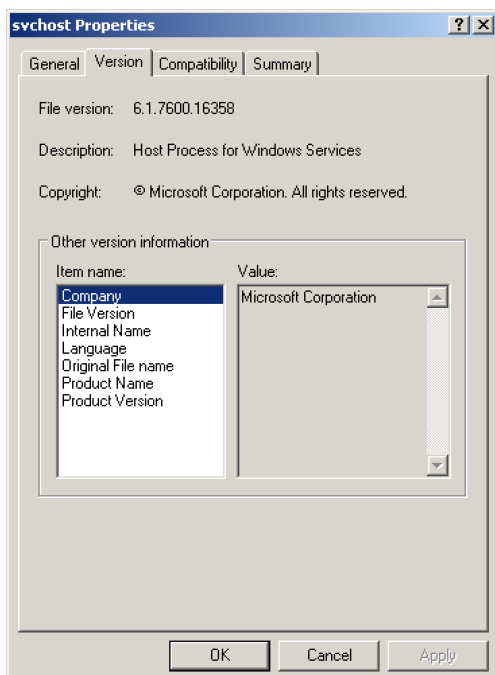 svchost Properties
General Version Compatibility Summary
File version: 6.1.7600.16358
Description: Host Process for Windows Services
Copyright: © Microsoft Corporation. All rights reserved.
Other version information
Item name: Value:
Company Microsoft Corporation
File Version
Internal Name
Language
Original File name
Product Name
Product Version
OK Cancel Apply